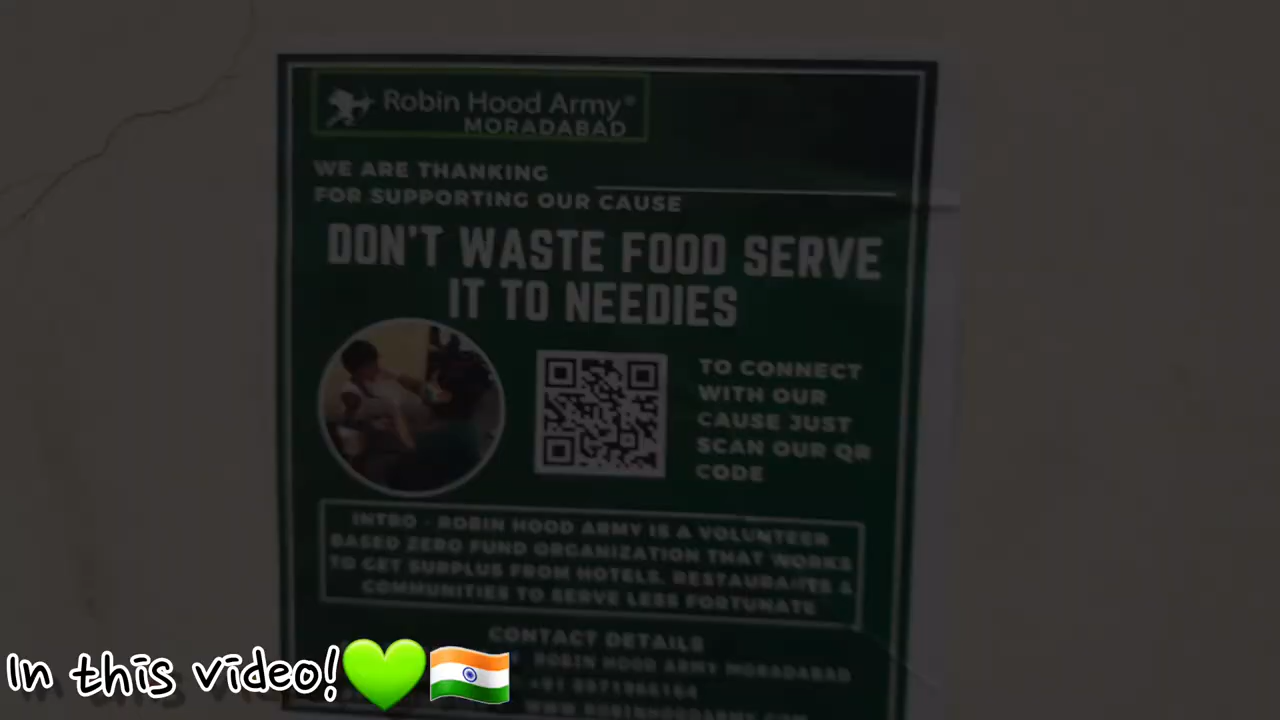 Robin Hood Army®
MORADABAD
WE ARE THANKING
FOR SUPPORTING OUR CAUSE
DON'T WASTE FOOD SERVE
IT TO NEEDIES
TO CONNECT
WITH OUR
CAUSE JUST
SCAN OUR QR
CODE
INTRO - ROBIN HOOD ARMY IS A VOLUNTEER
BASED ZERO FUND ORGANIZATION THAT WORKS
TO GET SURPLUS FROM HOTELS, RESTAURANTS &
COMMUNITIES TO SERVE LESS FORTUNATE
CONTACT DETAILS
ROBIN HOOD ARMY MORADABAD
In this video!💚🇮🇳